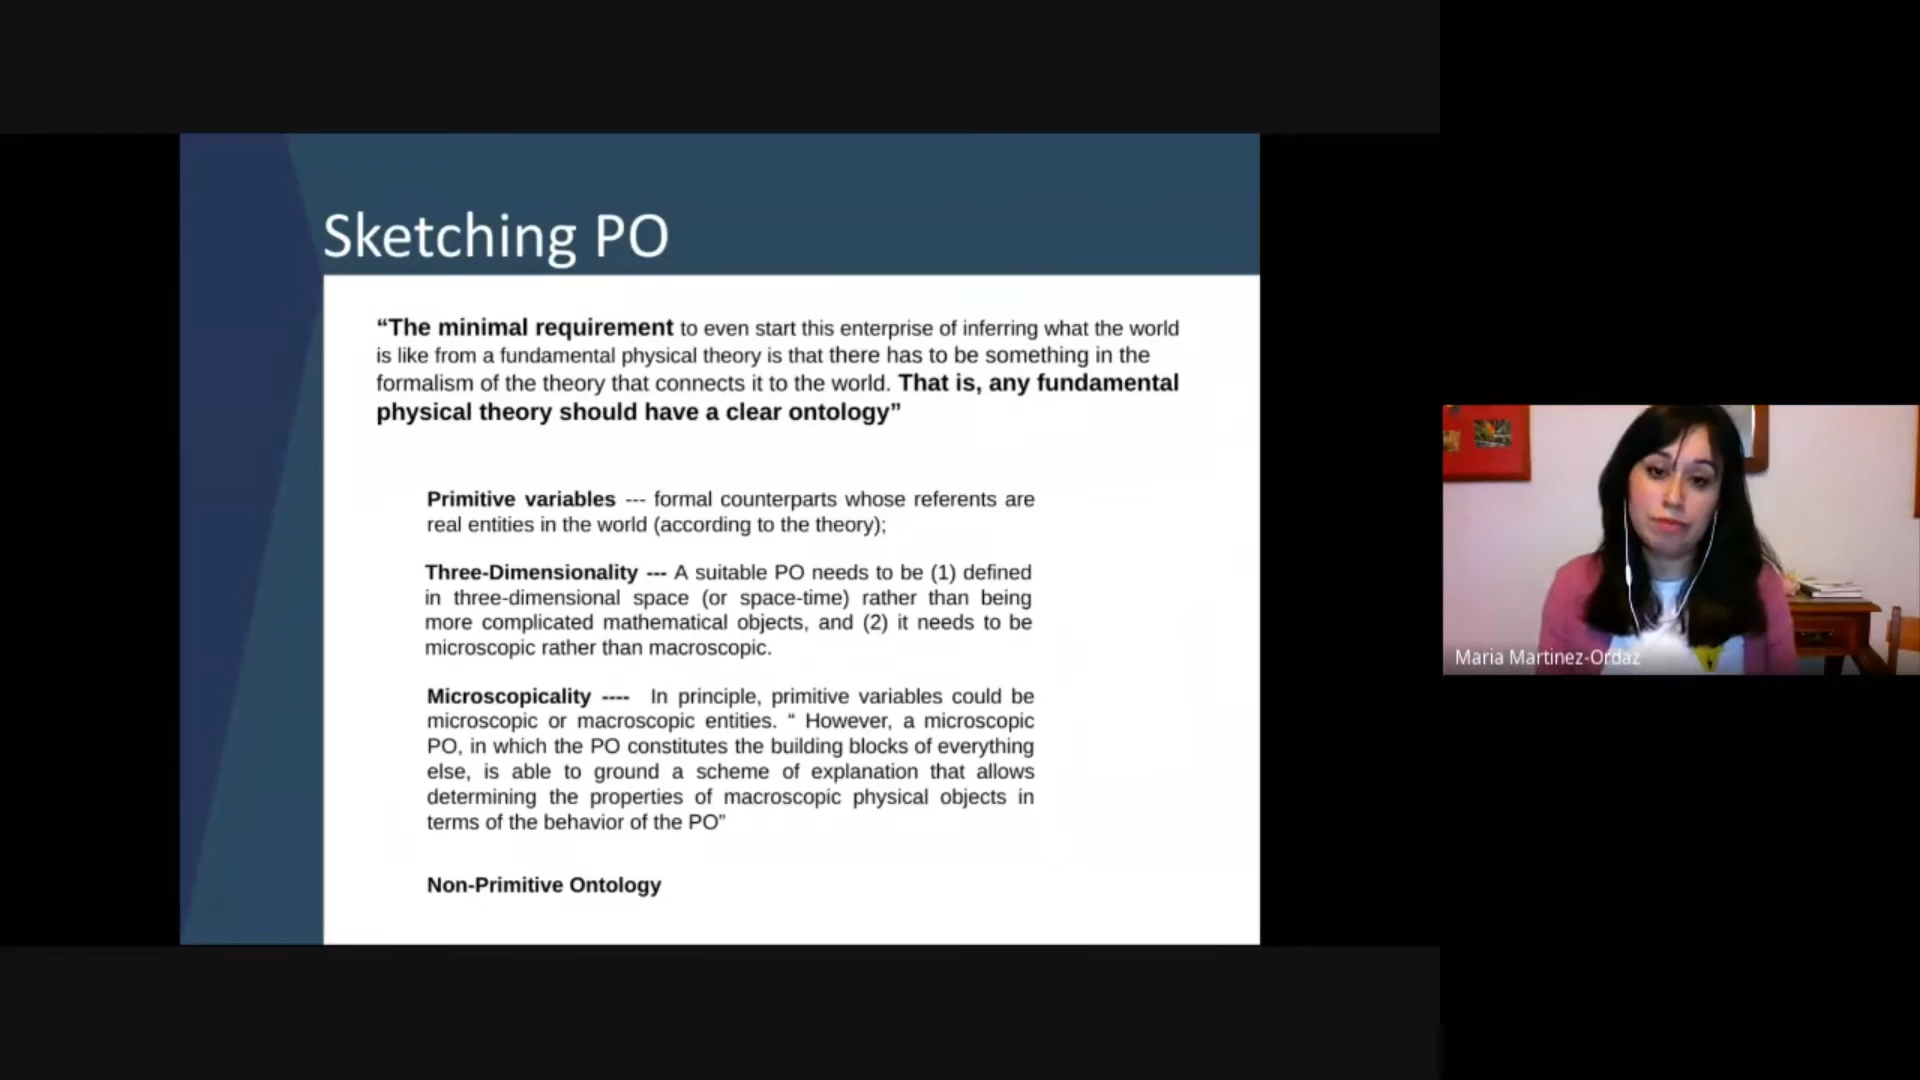 Sketching PO
“The minimal requirement to even start this enterprise of inferring what the world
is like from a fundamental physical theory is that there has to be something in the
formalism of the theory that connects it to the world. That is, any fundamental
physical theory should have a clear ontology”
Primitive variables --- formal counterparts whose referents are
real entities in the world (according to the theory);
Three-Dimensionality --- A suitable PO needs to be (1) defined
in three-dimensional space (or space-time) rather than being
more complicated mathematical objects, and (2) it needs to be
microscopic rather than macroscopic.
Microscopicality ---- In principle, primitive variables could be
microscopic or macroscopic entities. “ However, a microscopic
PO, in which the PO constitutes the building blocks of everything
else, is able to ground a scheme of explanation that allows
determining the properties of macroscopic physical objects in
terms of the behavior of the PO”
Non-Primitive Ontology
Maria Martinez-Ordaz